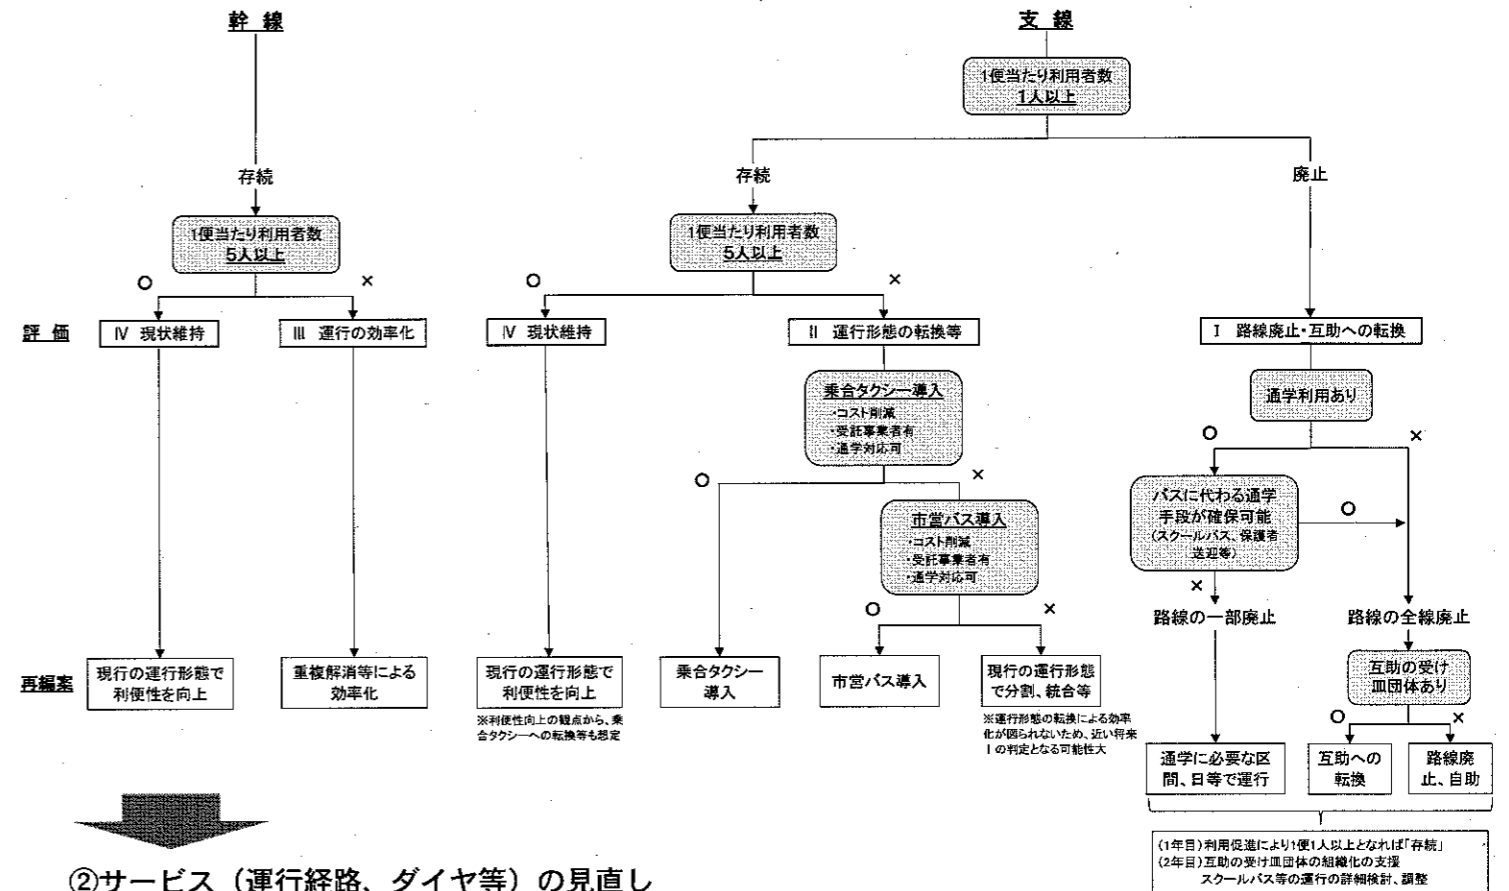 幹 線
支 線
1便当たり利用者数
1人以上
存続
存続
廃止
1便当たり利用者数
5人以上
1便当たり利用者数
5人以上
○
×
○
×
評 価
Ⅳ 現状維持
Ⅲ 運行の効率化
Ⅳ 現状維持
Ⅱ 運行形態の転換等
Ⅰ 路線廃止・互助への転換
乗合タクシー導入
・コスト削減
・受託事業者有
・通学対応可
通学利用あり
○
×
○
×
市営バス導入
・コスト削減
・受託事業者有
・通学対応可
バスに代わる通学
手段が確保可能
(スクールバス、保護者
送迎等)
○
×
○
×
路線の一部廃止
路線の全線廃止
再編案
現行の運行形態で
利便性を向上
重複解消等による
効率化
現行の運行形態で
利便性を向上
※利便性向上の観点から、乗
合タクシーへの転換等も想定
乗合タクシー
導入
市営バス導入
現行の運行形態
で分割、統合等
※運行形態の転換による効率
化が図られないため、近い将来
Ⅰの判定となる可能性大
互助の受け
皿団体あり
○
×
通学に必要な区
間、日等で運行
互助への
転換
路線廃
止、自助
(1年目)利用促進により1便1人以上となれば「存続」
(2年目)互助の受け皿団体の組織化の支援
スクールバス等の運行の詳細検討、調整
②サービス（運行経路、ダイヤ等）の見直し